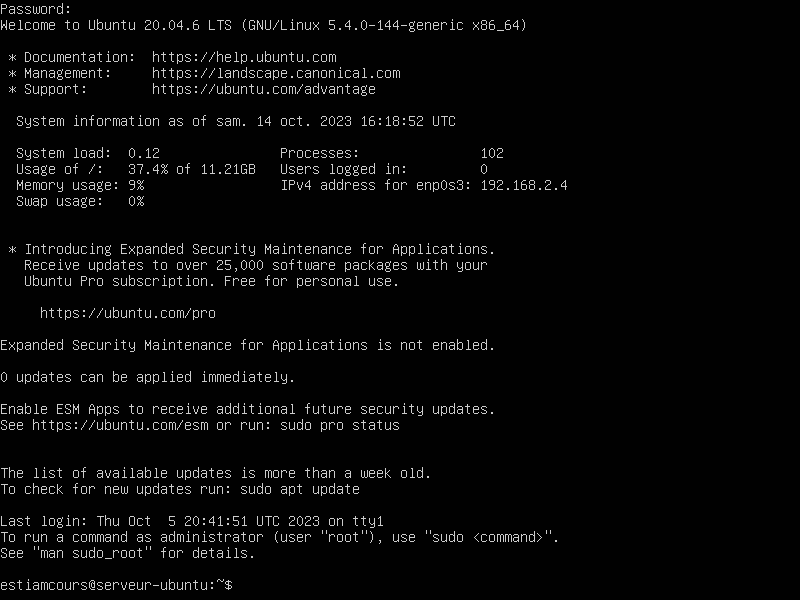 Password:
Welcome to Ubuntu 20.04.6 LTS (GNU/Linux 5.4.0-144-generic x86_64)
* Documentation:  https://help.ubuntu.com
* Management:     https://landscape.canonical.com
* Support:        https://ubuntu.com/advantage
System information as of sam. 14 oct. 2023 16:18:52 UTC
System load:  0.12               Processes:               102
Usage of /:   37.4% of 11.21GB   Users logged in:         0
Memory usage: 9%                 IPv4 address for enp0s3: 192.168.2.4
Swap usage:   0%
* Introducing Expanded Security Maintenance for Applications.
Receive updates to over 25,000 software packages with your
Ubuntu Pro subscription. Free for personal use.
https://ubuntu.com/pro
Expanded Security Maintenance for Applications is not enabled.
0 updates can be applied immediately.
Enable ESM Apps to receive additional future security updates.
See https://ubuntu.com/esm or run: sudo pro status
The list of available updates is more than a week old.
To check for new updates run: sudo apt update
Last login: Thu Oct  5 20:41:51 UTC 2023 on tty1
To run a command as administrator (user "root"), use "sudo <command>".
See "man sudo_root" for details.
estiamcours@serveur-ubuntu:~$